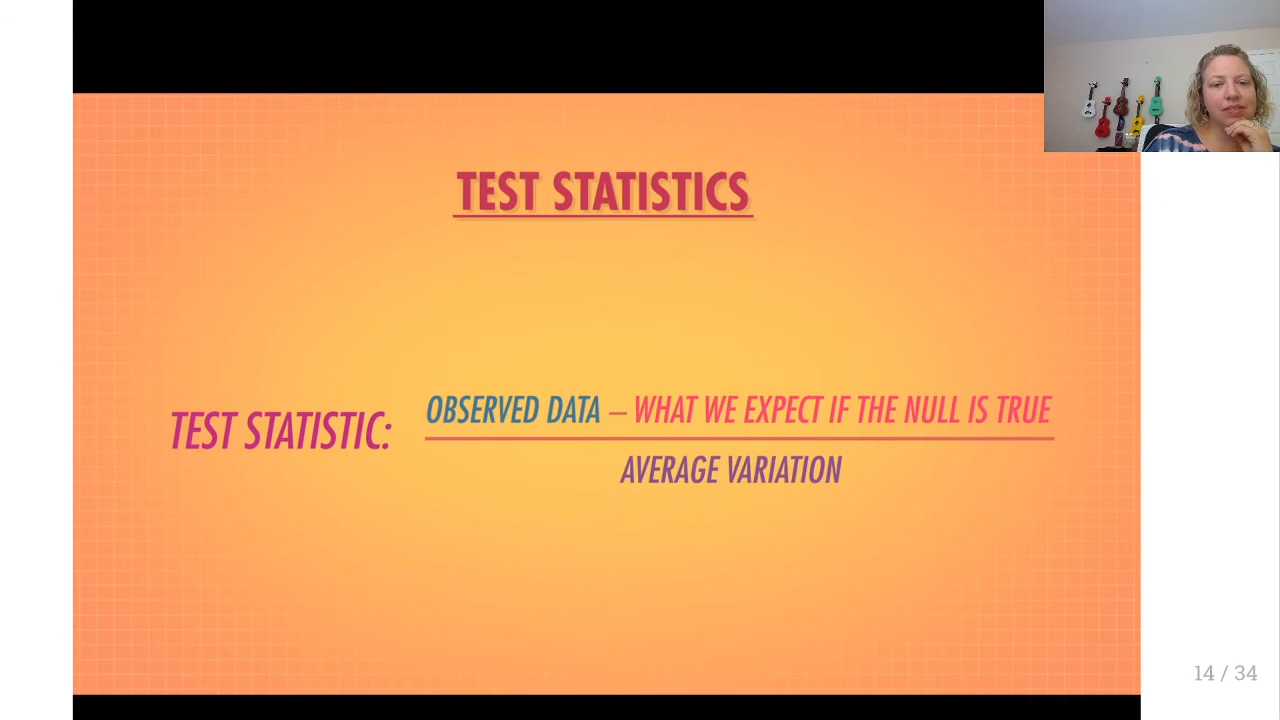 TEST STATISTICS
TEST STATISTIC:
OBSERVED DATA – WHAT WE EXPECT IF THE NULL IS TRUE
AVERAGE VARIATION
14 / 34